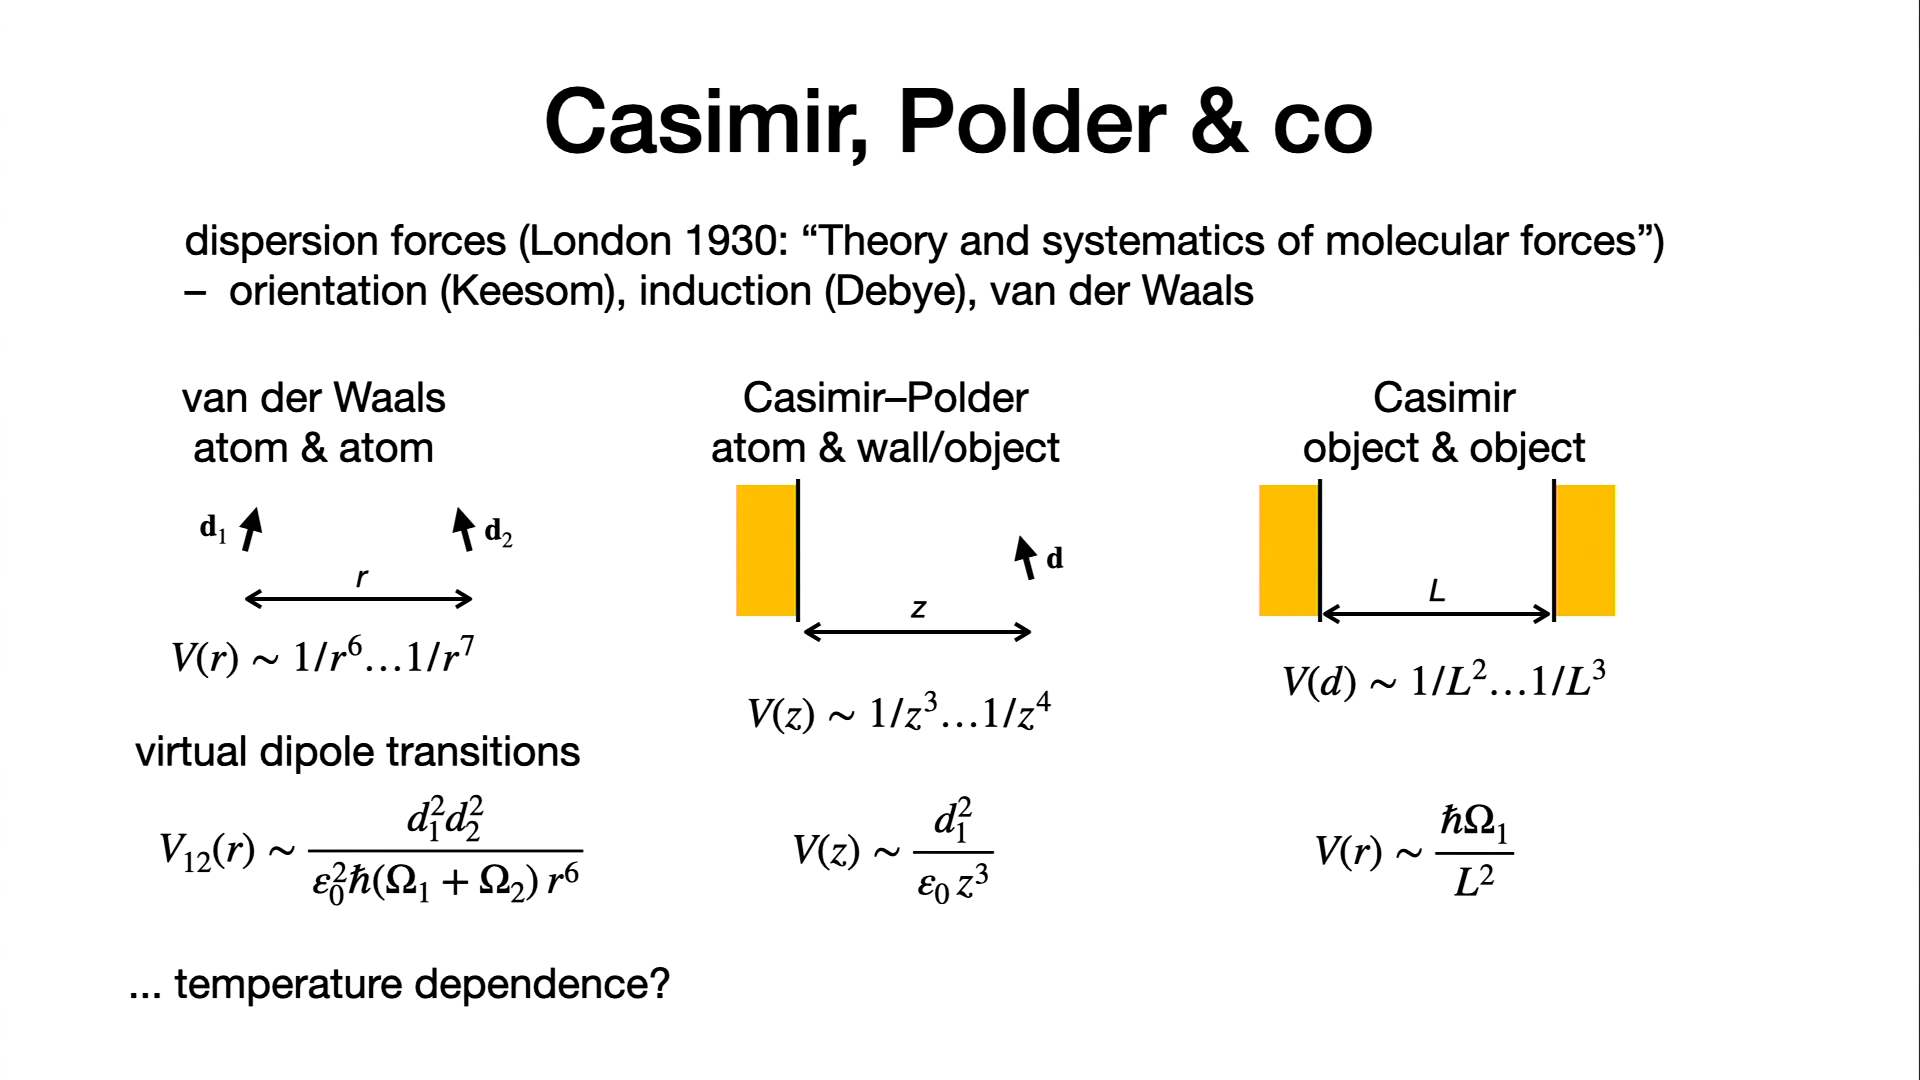 Casimir, Polder & co
dispersion forces (London 1930: “Theory and systematics of molecular forces”)
– orientation (Keesom), induction (Debye), van der Waals
van der Waals
atom & atom
d₁
d₂
r
V(r) ~ 1/r⁶…1/r⁷
Casimir–Polder
atom & wall/object
d
z
V(z) ~ 1/z³…1/z⁴
Casimir
object & object
L
V(d) ~ 1/L²…1/L³
virtual dipole transitions
V₁₂(r) ~ d₁²d₂² / ε₀²ħ(Ω₁ + Ω₂) r⁶
V(z) ~ d₁² / ε₀ z³
V(r) ~ ħΩ₁ / L²
... temperature dependence?